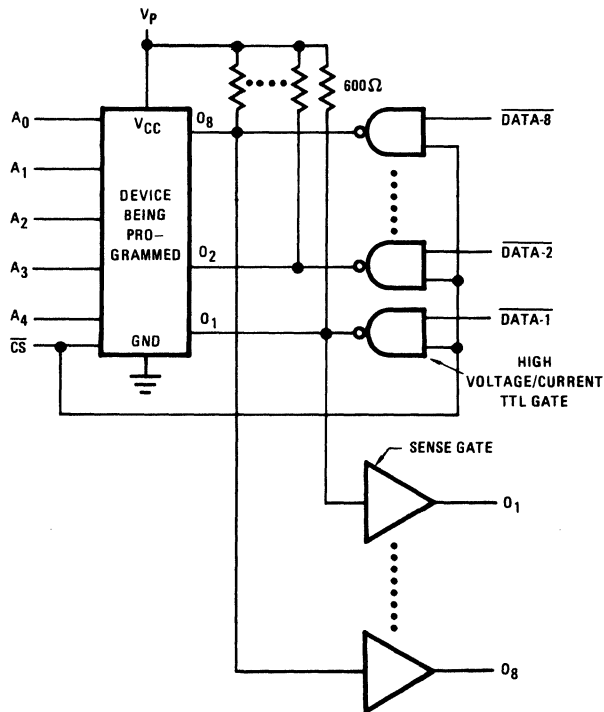 VP
600Ω
A0
VCC
O8
DATA-8
A1
DEVICE
BEING
PRO-
GRAMMED
A2
O2
DATA-2
A3
A4
O1
DATA-1
CS
GND
HIGH
VOLTAGE/CURRENT
TTL GATE
SENSE GATE
O1
O8